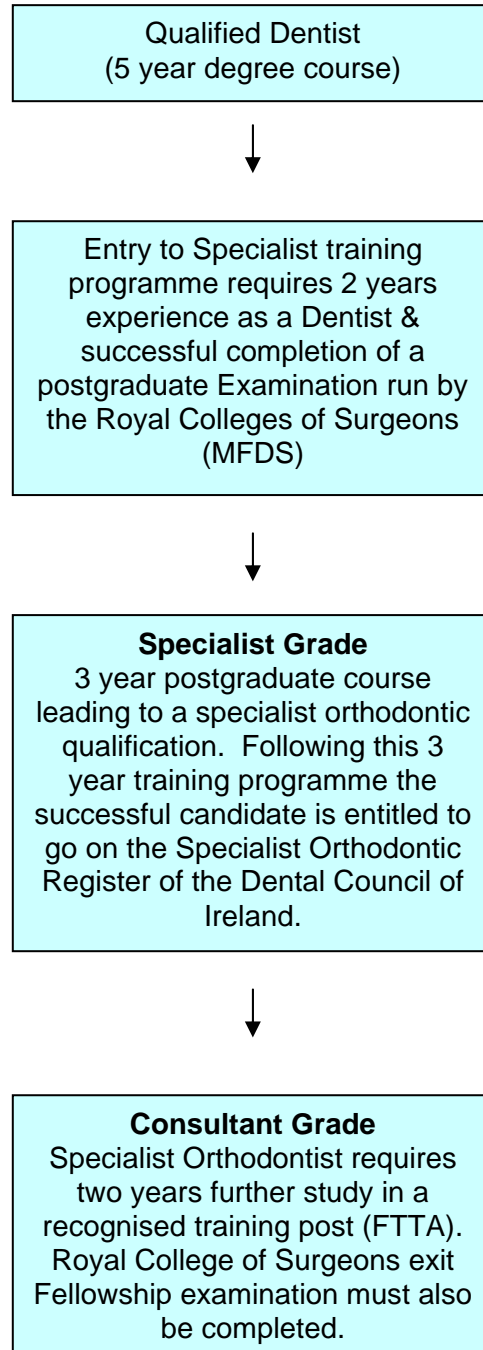 Qualified Dentist
(5 year degree course)
Entry to Specialist training
programme requires 2 years
experience as a Dentist &
successful completion of a
postgraduate Examination run by
the Royal Colleges of Surgeons
(MFDS)
Specialist Grade
3 year postgraduate course
leading to a specialist orthodontic
qualification.  Following this 3
year training programme the
successful candidate is entitled to
go on the Specialist Orthodontic
Register of the Dental Council of
Ireland.
Consultant Grade
Specialist Orthodontist requires
two years further study in a
recognised training post (FTTA).
Royal College of Surgeons exit
Fellowship examination must also
be completed.